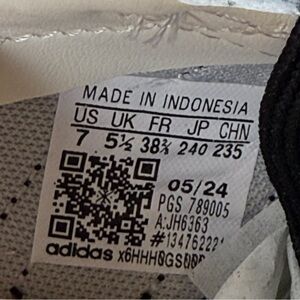 MADE IN INDONESIA
US UK FR JP CHN
7 5½ 38⅔ 240 235
05/24
PGS 789005
A:JH6363
adidas